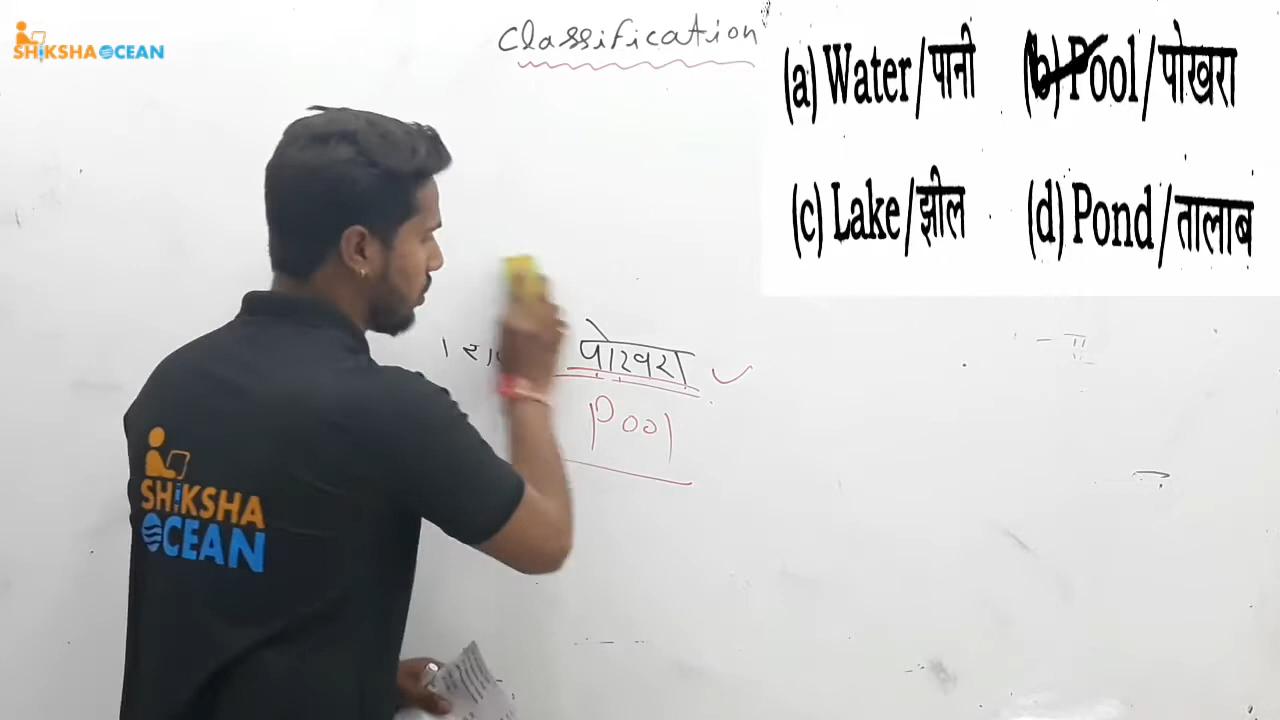 SHIKSHA OCEAN
Classification
(a) Water/पानी (b) Pool/पोखरा
(c) Lake/झील (d) Pond/तालाब
पोखरा
Pool
SHIKSHA
OCEAN